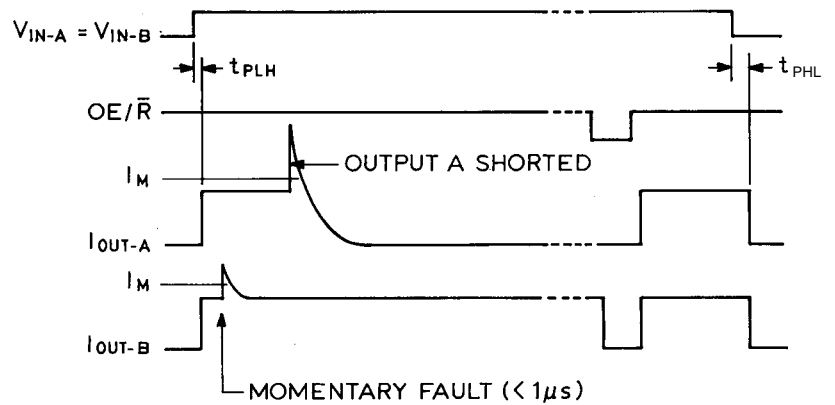 VIN-A = VIN-B
tPLH
tPHL
OE/R̅
OUTPUT A SHORTED
IM
IOUT-A
IM
IOUT-B
MOMENTARY FAULT (< 1µs)